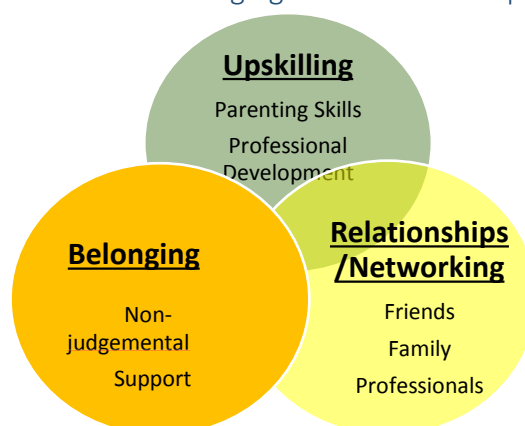 Upskilling
Parenting Skills
Professional
Development
Belonging
Non-
judgemental
Support
Relationships
/Networking
Friends
Family
Professionals